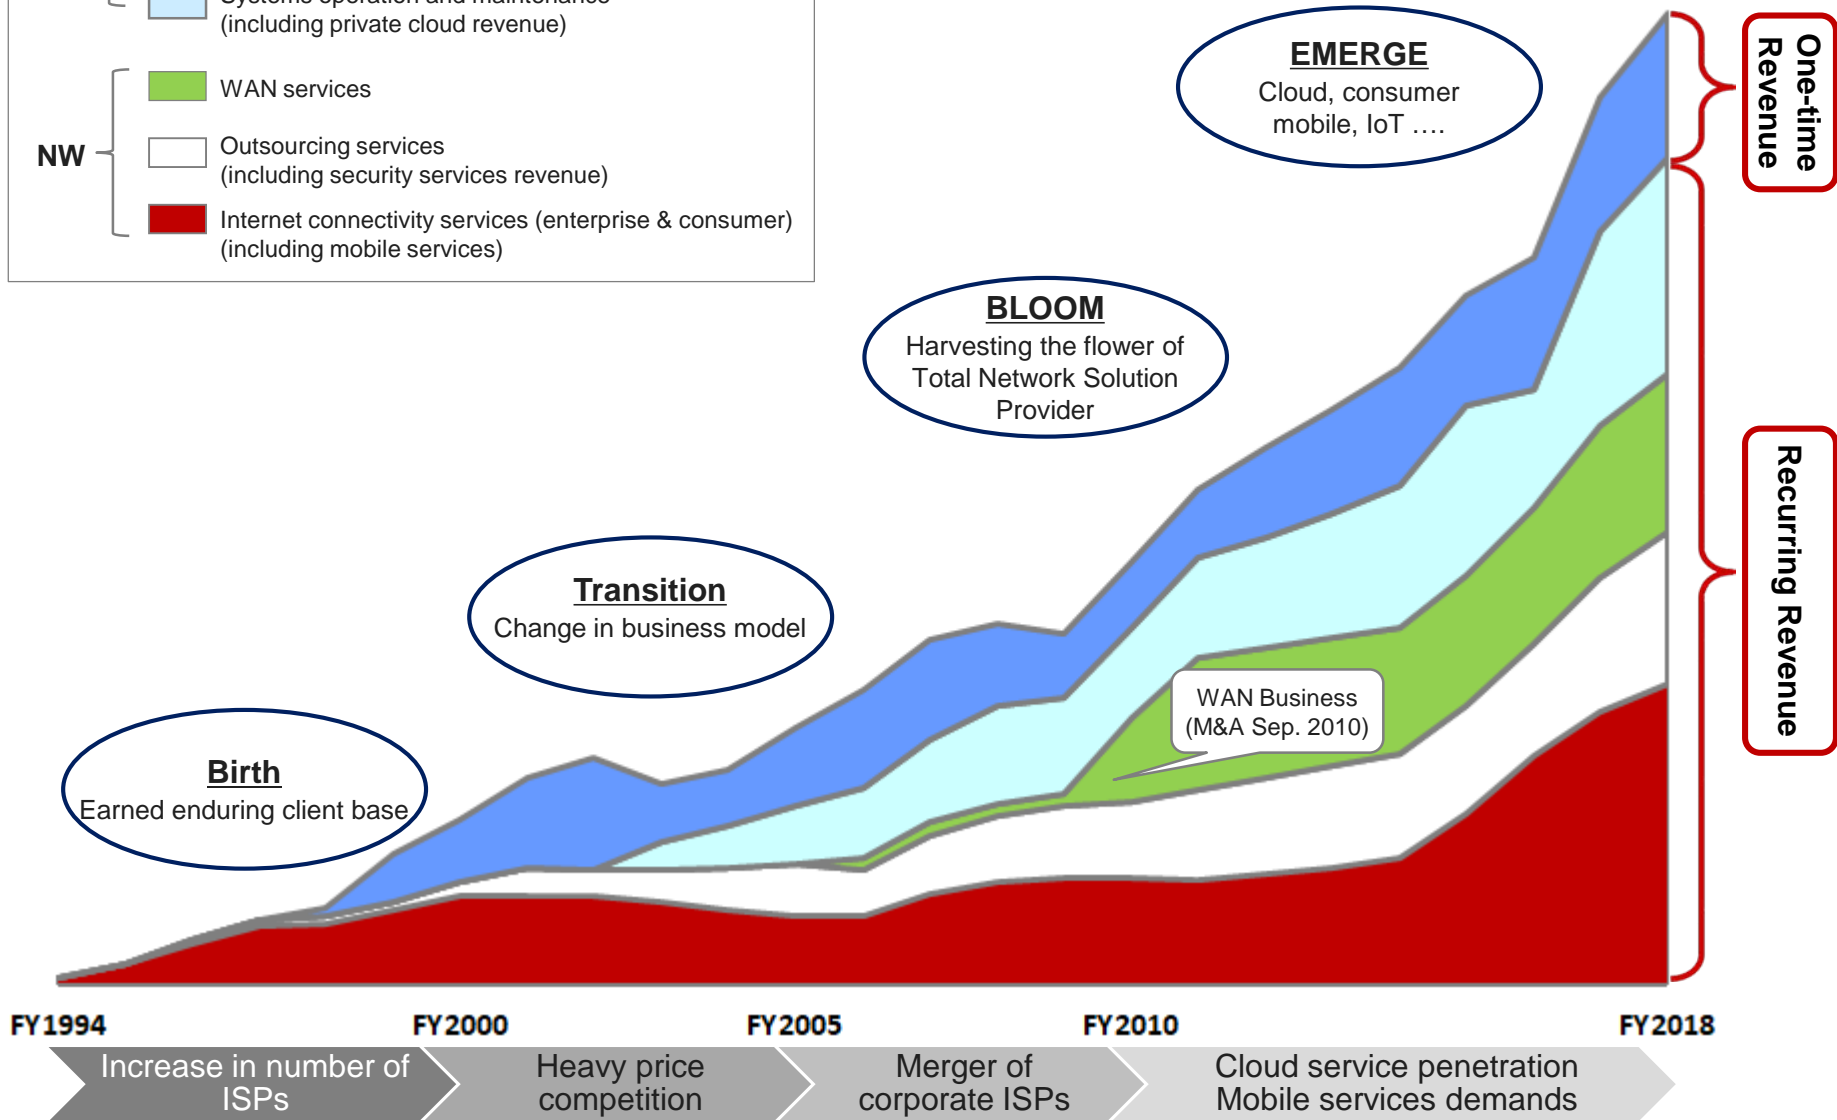 Systems operation and maintenance
(including private cloud revenue)
WAN services
NW
Outsourcing services
(including security services revenue)
Internet connectivity services (enterprise & consumer)
(including mobile services)
EMERGE
Cloud, consumer
mobile, IoT ….
One-time
Revenue
BLOOM
Harvesting the flower of
Total Network Solution
Provider
Recurring Revenue
Transition
Change in business model
WAN Business
(M&A Sep. 2010)
Birth
Earned enduring client base
FY1994
FY2000
FY2005
FY2010
FY2018
Increase in number of
ISPs
Heavy price
competition
Merger of
corporate ISPs
Cloud service penetration
Mobile services demands